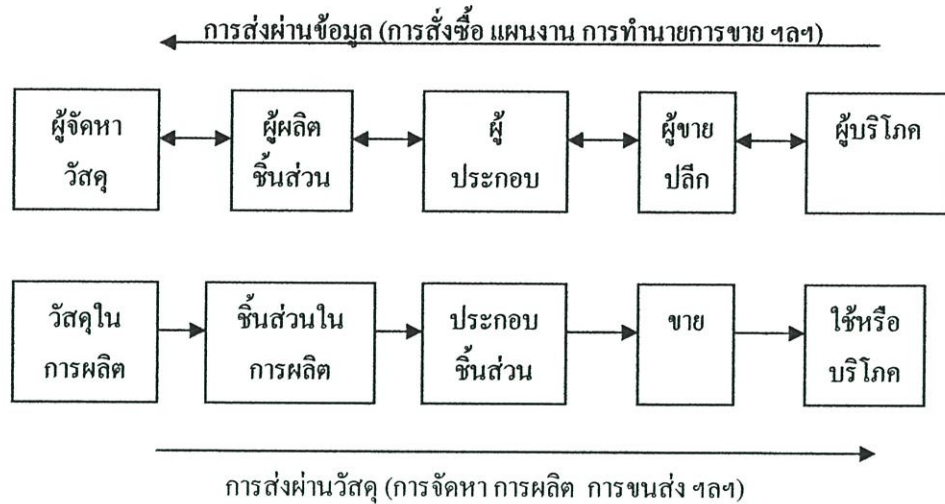 การส่งผ่านข้อมูล (การสั่งซื้อ แผนงาน การทำนายการขาย ฯลฯ)
ผู้จัดหา
วัสดุ
ผู้ผลิต
ชิ้นส่วน
ผู้
ประกอบ
ผู้ขาย
ปลีก
ผู้บริโภค
วัสดุใน
การผลิต
ชิ้นส่วนใน
การผลิต
ประกอบ
ชิ้นส่วน
ขาย
ใช้หรือ
บริโภค
การส่งผ่านวัสดุ (การจัดหา การผลิต การขนส่ง ฯลฯ)